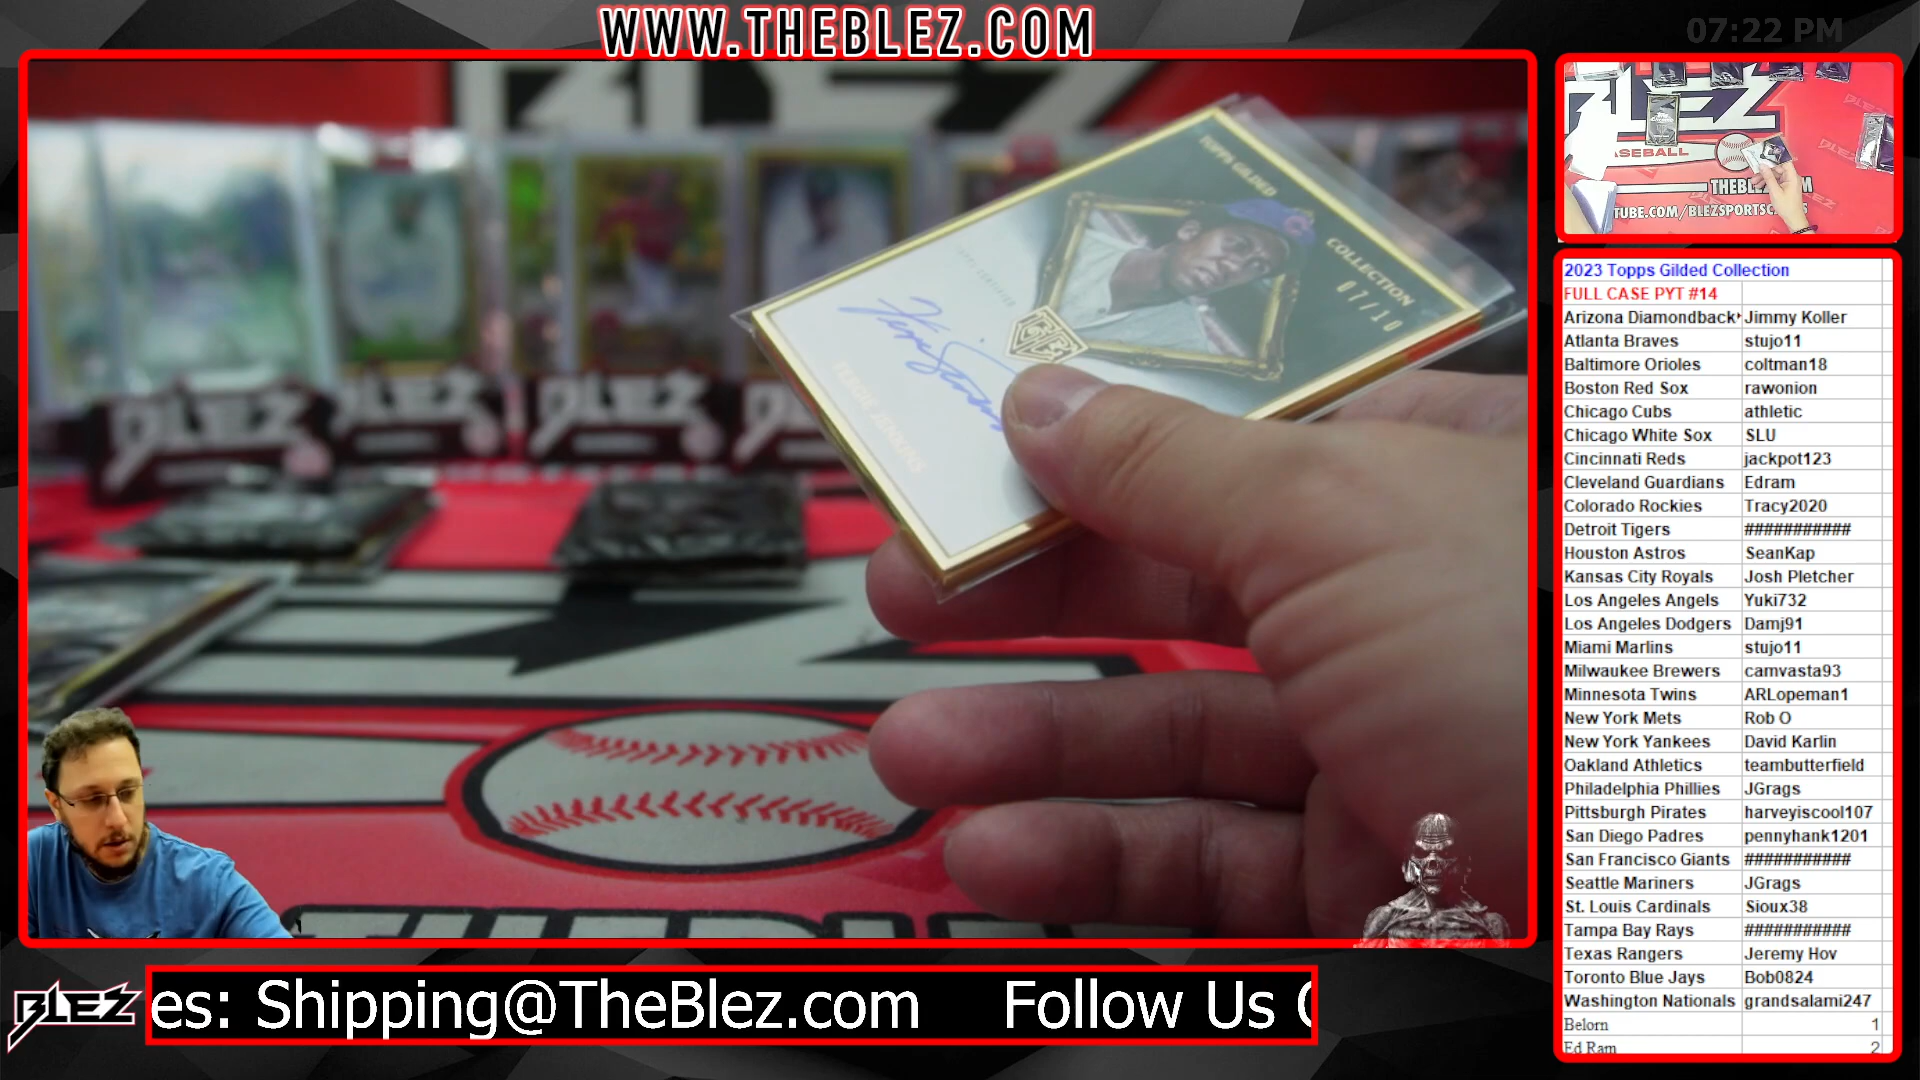 WWW.THEBLEZ.COM
07:22 PM
TOPPS GILDED
COLLECTION
07/10
BLEZ
BASEBALL
2023 Topps Gilded Collection
FULL CASE PYT #14
Arizona Diamondback Jimmy Koller
Atlanta Braves stujo11
Baltimore Orioles coltman18
Boston Red Sox rawonion
Chicago Cubs athletic
Chicago White Sox SLU
Cincinnati Reds jackpot123
Cleveland Guardians Edram
Colorado Rockies Tracy2020
Detroit Tigers ###########
Houston Astros SeanKap
Kansas City Royals Josh Pletcher
Los Angeles Angels Yuki732
Los Angeles Dodgers Damj91
Miami Marlins stujo11
Milwaukee Brewers camvasta93
Minnesota Twins ARLopeman1
New York Mets Rob O
New York Yankees David Karlin
Oakland Athletics teambutterfield
Philadelphia Phillies JGrags
Pittsburgh Pirates harveyiscool107
San Diego Padres pennyhank1201
San Francisco Giants ###########
Seattle Mariners JGrags
St. Louis Cardinals Sioux38
Tampa Bay Rays ###########
Texas Rangers Jeremy Hov
Toronto Blue Jays Bob0824
Washington Nationals grandsalami247
Belorn 1
Ed Ram 2
BLEZ
es: Shipping@TheBlez.com Follow Us